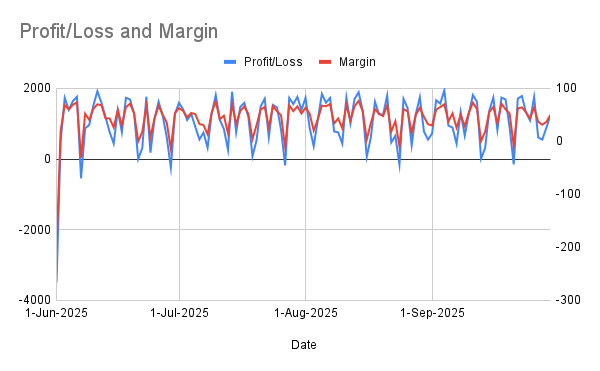 Profit/Loss and Margin
Profit/Loss Margin
2000 100
0 0
-2000 -100
-200
-4000 -300
1-Jun-2025 1-Jul-2025 1-Aug-2025 1-Sep-2025
Date